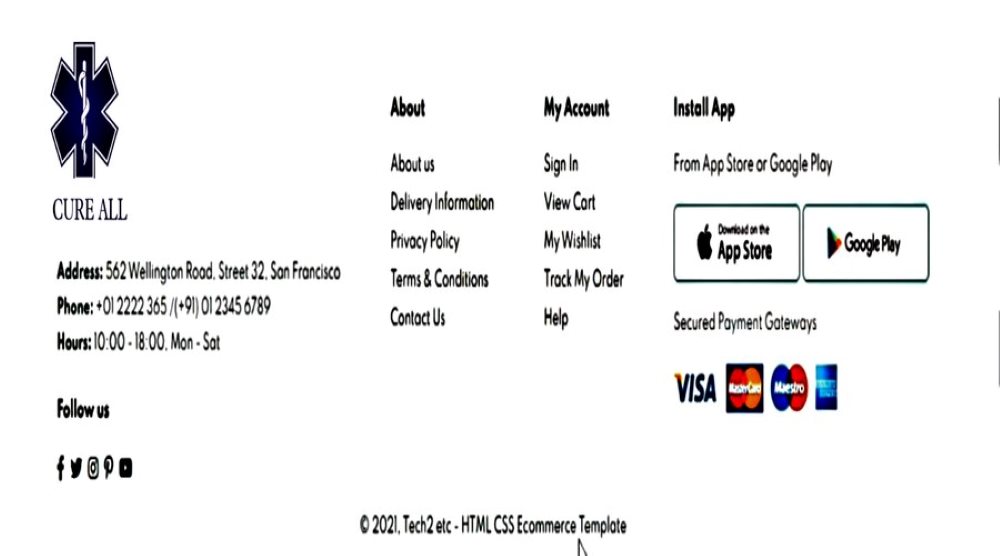 CURE ALL
Address: 562 Wellington Road, Street 32, San Francisco
Phone: +01 2222 365 /(+91) 01 2345 6789
Hours: 10:00 - 18:00, Mon - Sat
Follow us
About
About us
Delivery Information
Privacy Policy
Terms & Conditions
Contact Us
My Account
Sign In
View Cart
My Wishlist
Track My Order
Help
Install App
From App Store or Google Play
Download on the
App Store
Google Play
Secured Payment Gateways
VISA
MasterCard
Maestro
© 2021, Tech2 etc - HTML CSS Ecommerce Template